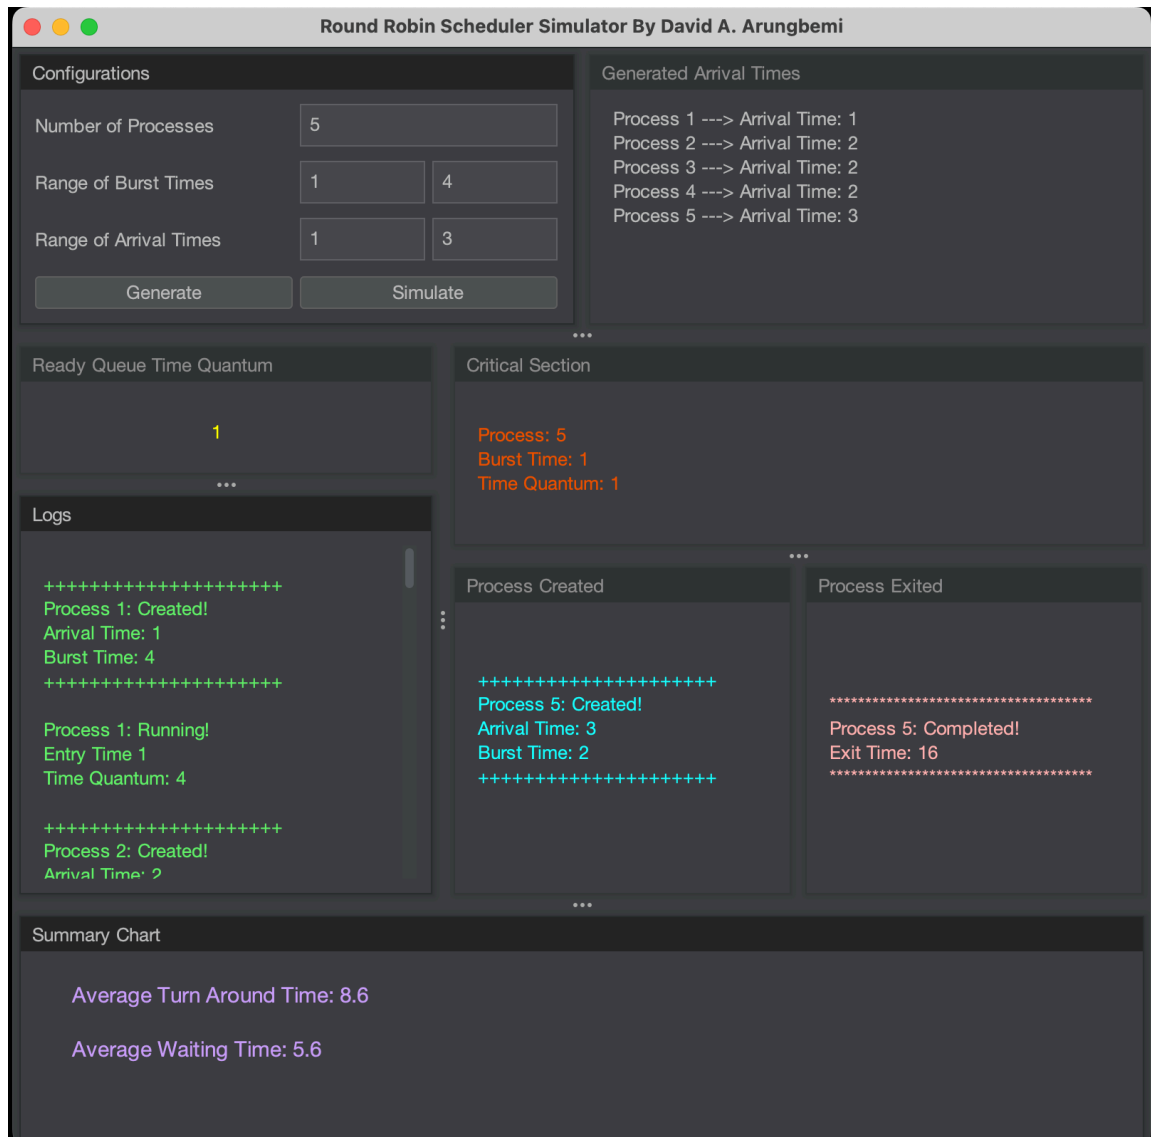 Round Robin Scheduler Simulator By David A. Arungbemi
Configurations
Number of Processes
5
Range of Burst Times
1
4
Range of Arrival Times
1
3
Generate
Simulate
Generated Arrival Times
Process 1 ---> Arrival Time: 1
Process 2 ---> Arrival Time: 2
Process 3 ---> Arrival Time: 2
Process 4 ---> Arrival Time: 2
Process 5 ---> Arrival Time: 3
Ready Queue Time Quantum
1
Critical Section
Process: 5
Burst Time: 1
Time Quantum: 1
Logs
+++++++++++++++++++++
Process 1: Created!
Arrival Time: 1
Burst Time: 4
+++++++++++++++++++++
Process 1: Running!
Entry Time 1
Time Quantum: 4
+++++++++++++++++++++
Process 2: Created!
Arrival Time: 2
Process Created
+++++++++++++++++++++
Process 5: Created!
Arrival Time: 3
Burst Time: 2
+++++++++++++++++++++
Process Exited
*************************************
Process 5: Completed!
Exit Time: 16
*************************************
Summary Chart
Average Turn Around Time: 8.6
Average Waiting Time: 5.6